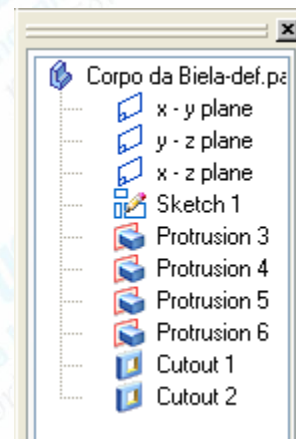 Corpo da Biela-def.pa
x - y plane
y - z plane
x - z plane
Sketch 1
Protrusion 3
Protrusion 4
Protrusion 5
Protrusion 6
Cutout 1
Cutout 2